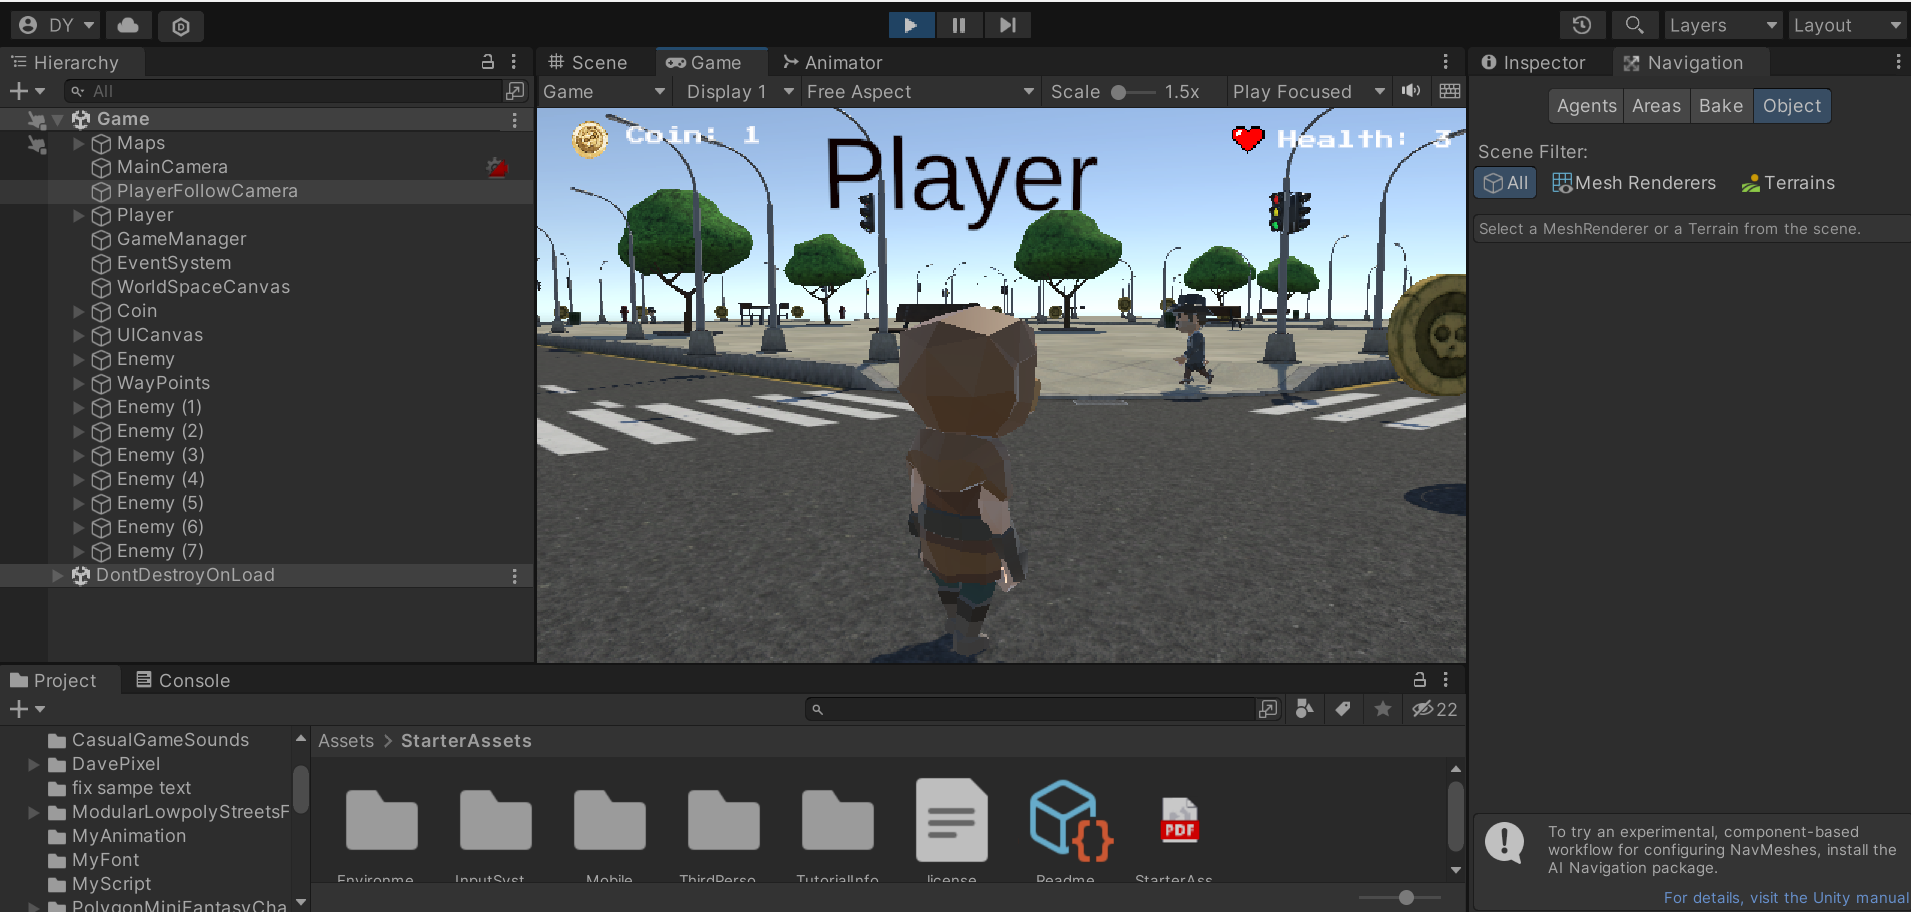 DY
Layers
Layout
Hierarchy
All
Game
Maps
MainCamera
PlayerFollowCamera
Player
GameManager
EventSystem
WorldSpaceCanvas
Coin
UICanvas
Enemy
WayPoints
Enemy (1)
Enemy (2)
Enemy (3)
Enemy (4)
Enemy (5)
Enemy (6)
Enemy (7)
DontDestroyOnLoad
Scene
Game
Animator
Game
Display 1
Free Aspect
Scale
1.5x
Play Focused
Coin: 1
Player
Health: 3
Inspector
Navigation
Agents
Areas
Bake
Object
Scene Filter:
All
Mesh Renderers
Terrains
Select a MeshRenderer or a Terrain from the scene.
To try an experimental, component-based
workflow for configuring NavMeshes, install the
AI Navigation package.
For details, visit the Unity manual
Project
Console
22
CasualGameSounds
DavePixel
fix sampe text
ModularLowpolyStreetsF
MyAnimation
MyFont
MyScript
PolygonMiniFantasyCha
Assets > StarterAssets
Environme
InputSyst
Mobile
ThirdPerso
TutorialInfo
license
Readme
PDF
StarterAss